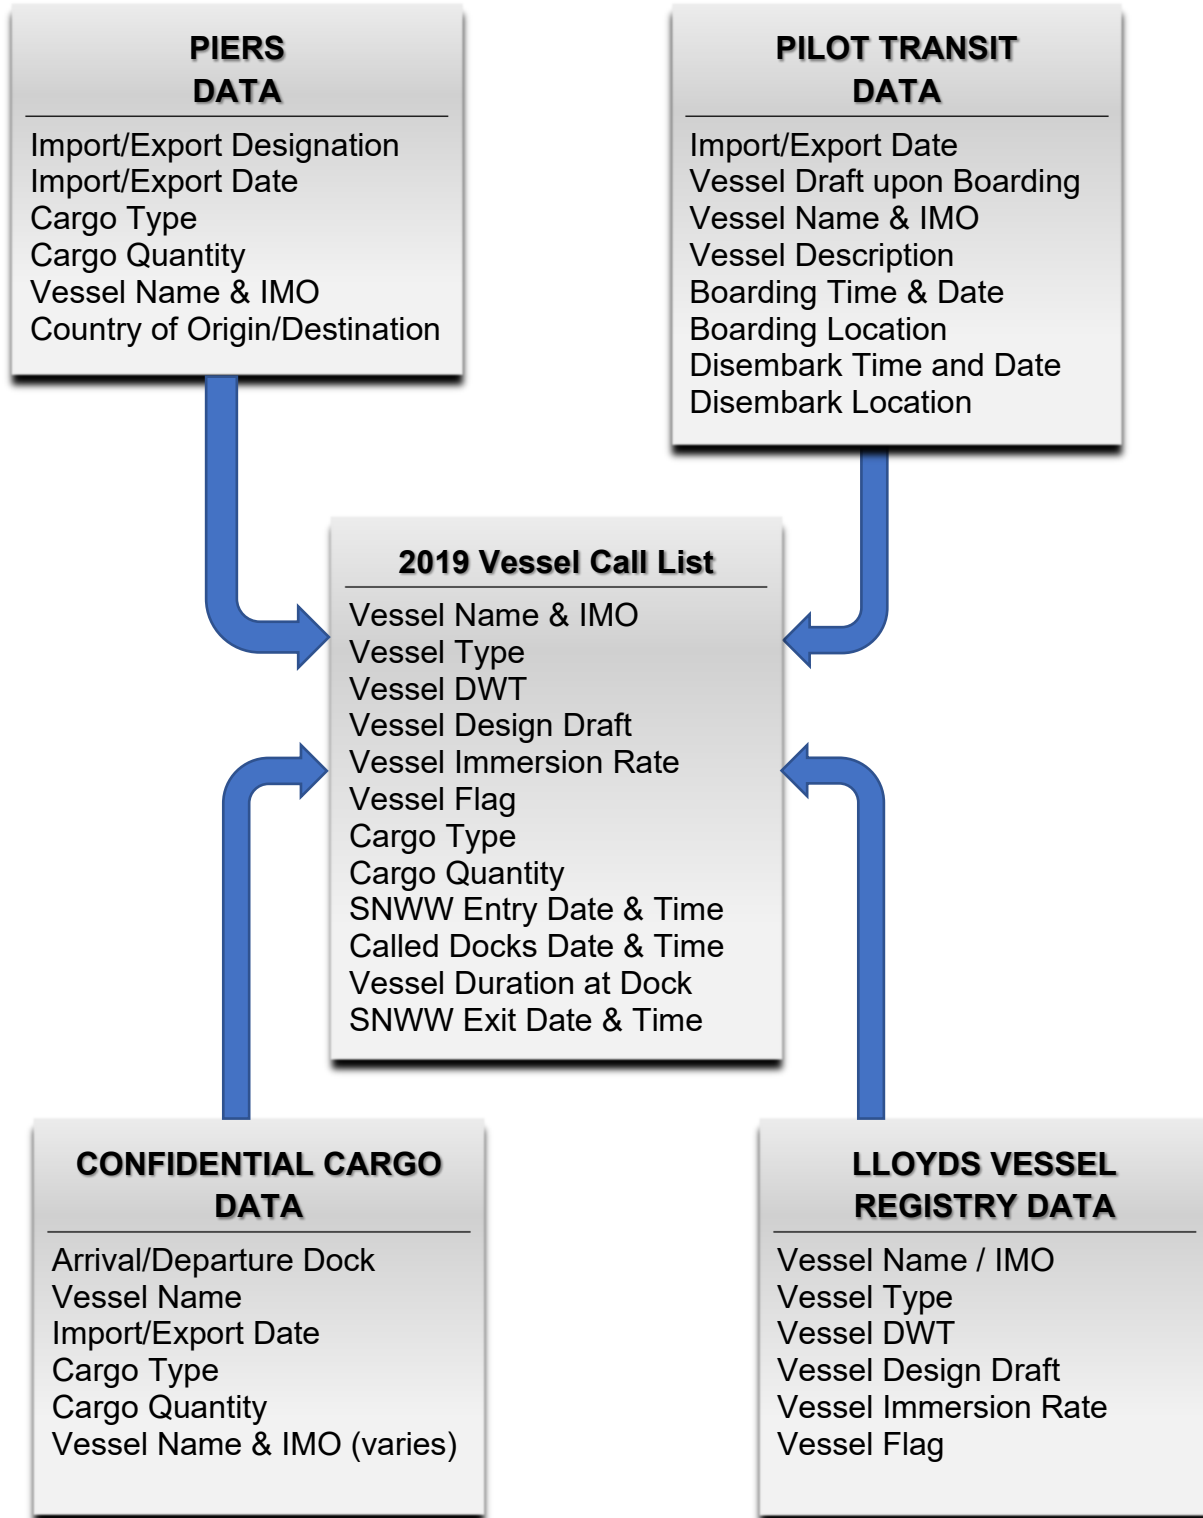 PIERS
DATA
Import/Export Designation
Import/Export Date
Cargo Type
Cargo Quantity
Vessel Name & IMO
Country of Origin/Destination
PILOT TRANSIT
DATA
Import/Export Date
Vessel Draft upon Boarding
Vessel Name & IMO
Vessel Description
Boarding Time & Date
Boarding Location
Disembark Time and Date
Disembark Location
2019 Vessel Call List
Vessel Name & IMO
Vessel Type
Vessel DWT
Vessel Design Draft
Vessel Immersion Rate
Vessel Flag
Cargo Type
Cargo Quantity
SNWW Entry Date & Time
Called Docks Date & Time
Vessel Duration at Dock
SNWW Exit Date & Time
CONFIDENTIAL CARGO
DATA
Arrival/Departure Dock
Vessel Name
Import/Export Date
Cargo Type
Cargo Quantity
Vessel Name & IMO (varies)
LLOYDS VESSEL
REGISTRY DATA
Vessel Name / IMO
Vessel Type
Vessel DWT
Vessel Design Draft
Vessel Immersion Rate
Vessel Flag